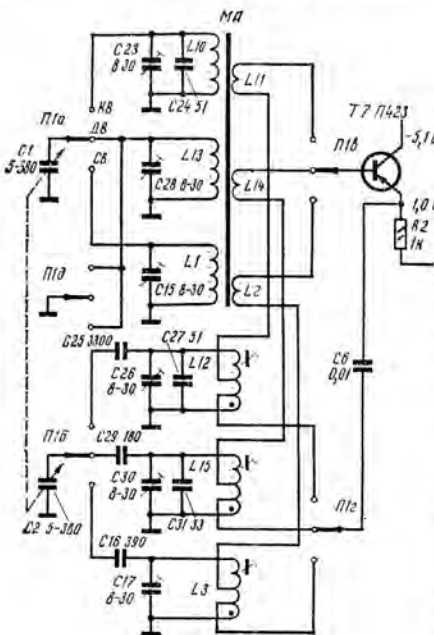 МА
С23
8-30
L10
С24 51
L11
КВ
П1а
ДВ
СВ
С1
5-380
L13
С28 8-30
L14
П1в
Т7 П423
-5,1
1,0
R2
1к
L1
С15 8-30
L2
П1д
С25 3300
С27 51
L12
С26
8-30
С6
0,01
П1б
С29 180
L15
С30
8-30
С31 33
С2 5-380
П1г
С16 390
С17
8-30
L3